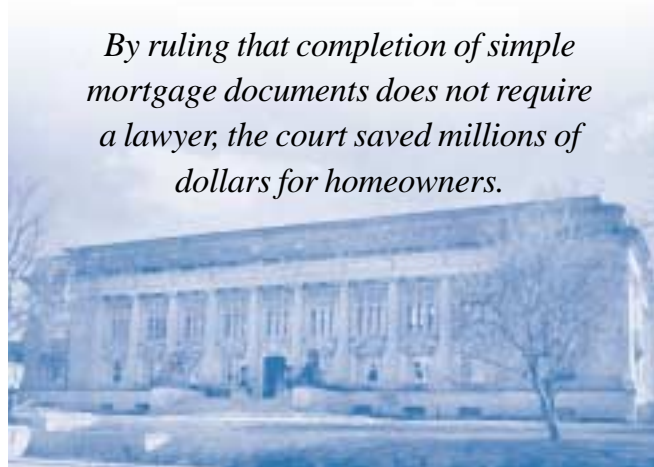 By ruling that completion of simple
mortgage documents does not require
a lawyer, the court saved millions of
dollars for homeowners.